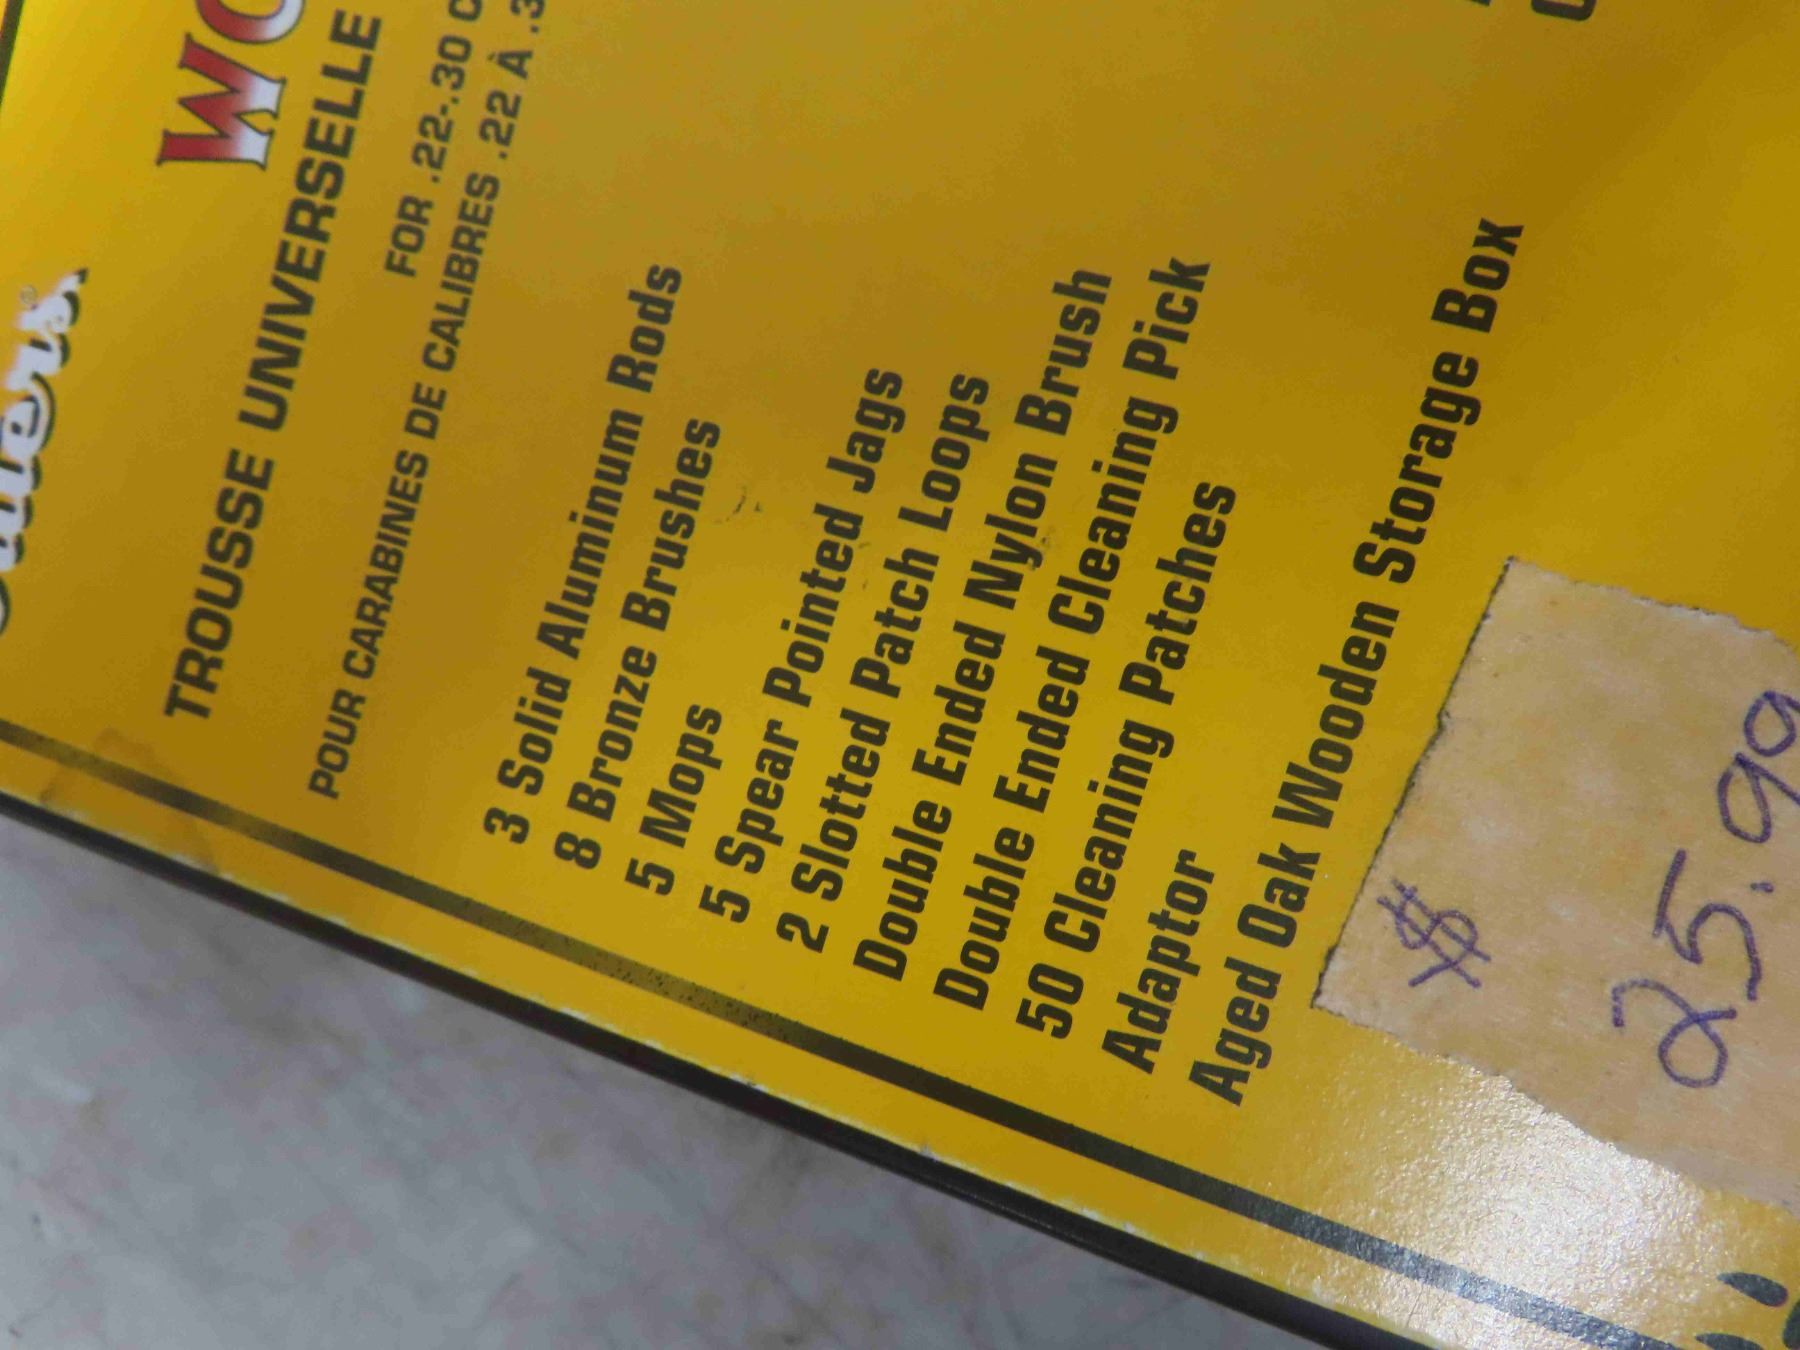 TROUSSE UNIVERSELLE
FOR .22-.30
POUR CARABINES DE CALIBRES .22 À
3 Solid Aluminum Rods
8 Bronze Brushes
5 Mops
5 Spear Pointed Jags
2 Slotted Patch Loops
Double Ended Nylon Brush
Double Ended Cleaning Pick
50 Cleaning Patches
Adaptor
Aged Oak Wooden Storage Box
$
25.99